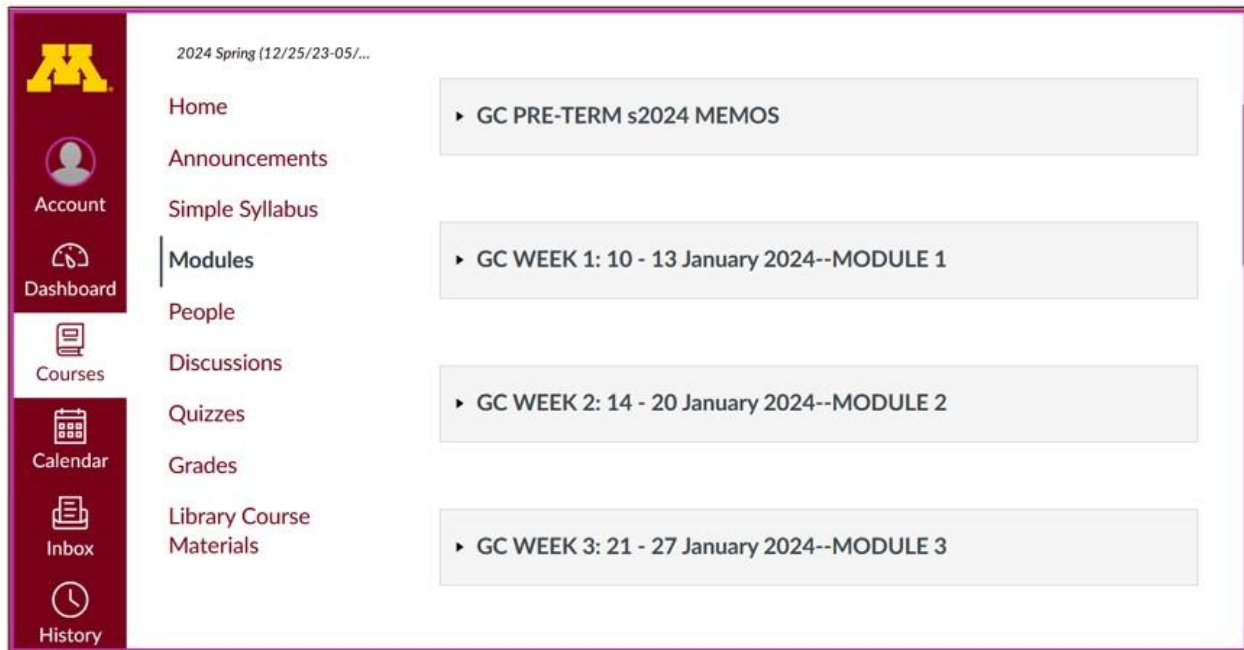 M
Account
Dashboard
Courses
Calendar
Inbox
History
2024 Spring (12/25/23-05/...
Home
Announcements
Simple Syllabus
Modules
People
Discussions
Quizzes
Grades
Library Course
Materials
▸ GC PRE-TERM s2024 MEMOS
▸ GC WEEK 1: 10 - 13 January 2024--MODULE 1
▸ GC WEEK 2: 14 - 20 January 2024--MODULE 2
▸ GC WEEK 3: 21 - 27 January 2024--MODULE 3